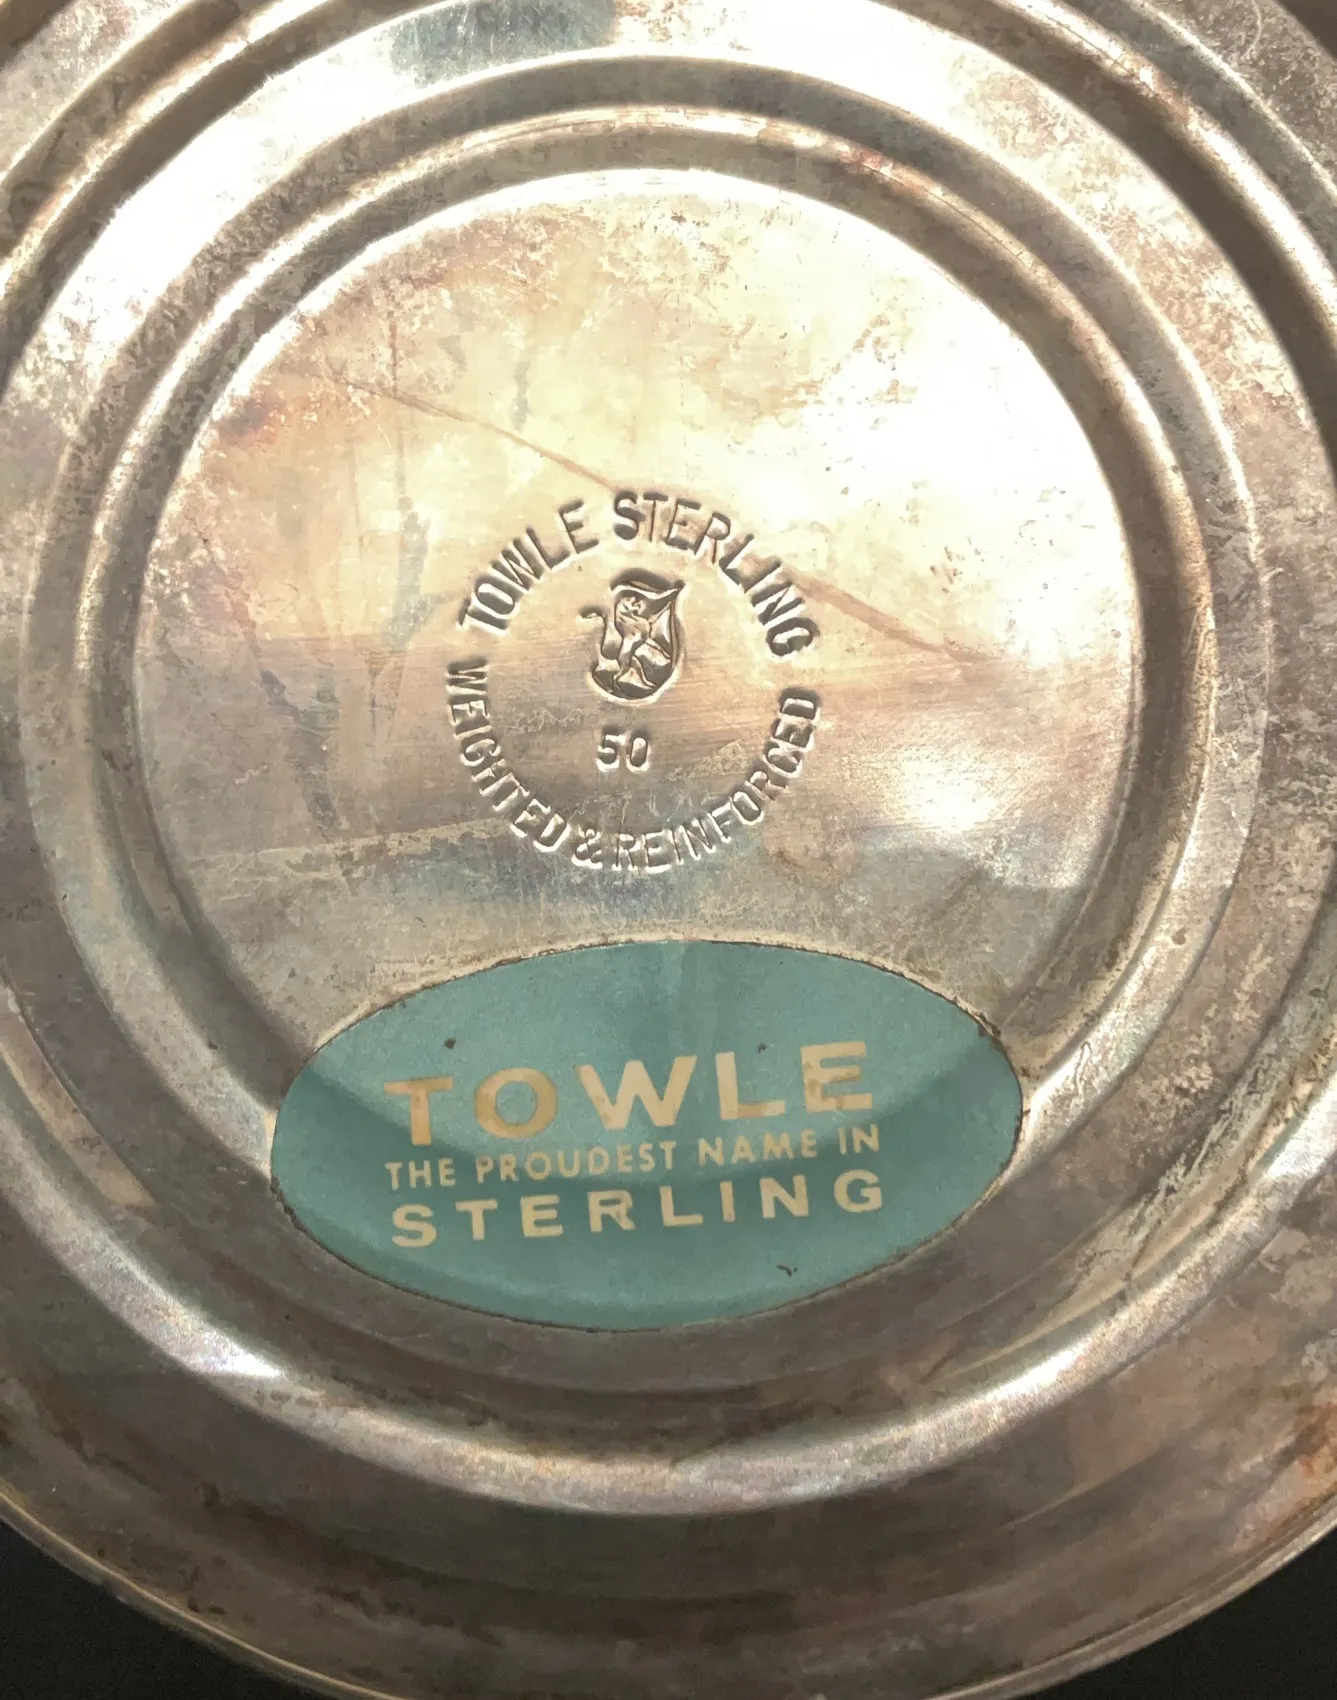 TOWLE STERLING
50
WEIGHTED & REINFORCED
TOWLE
THE PROUDEST NAME IN
STERLING